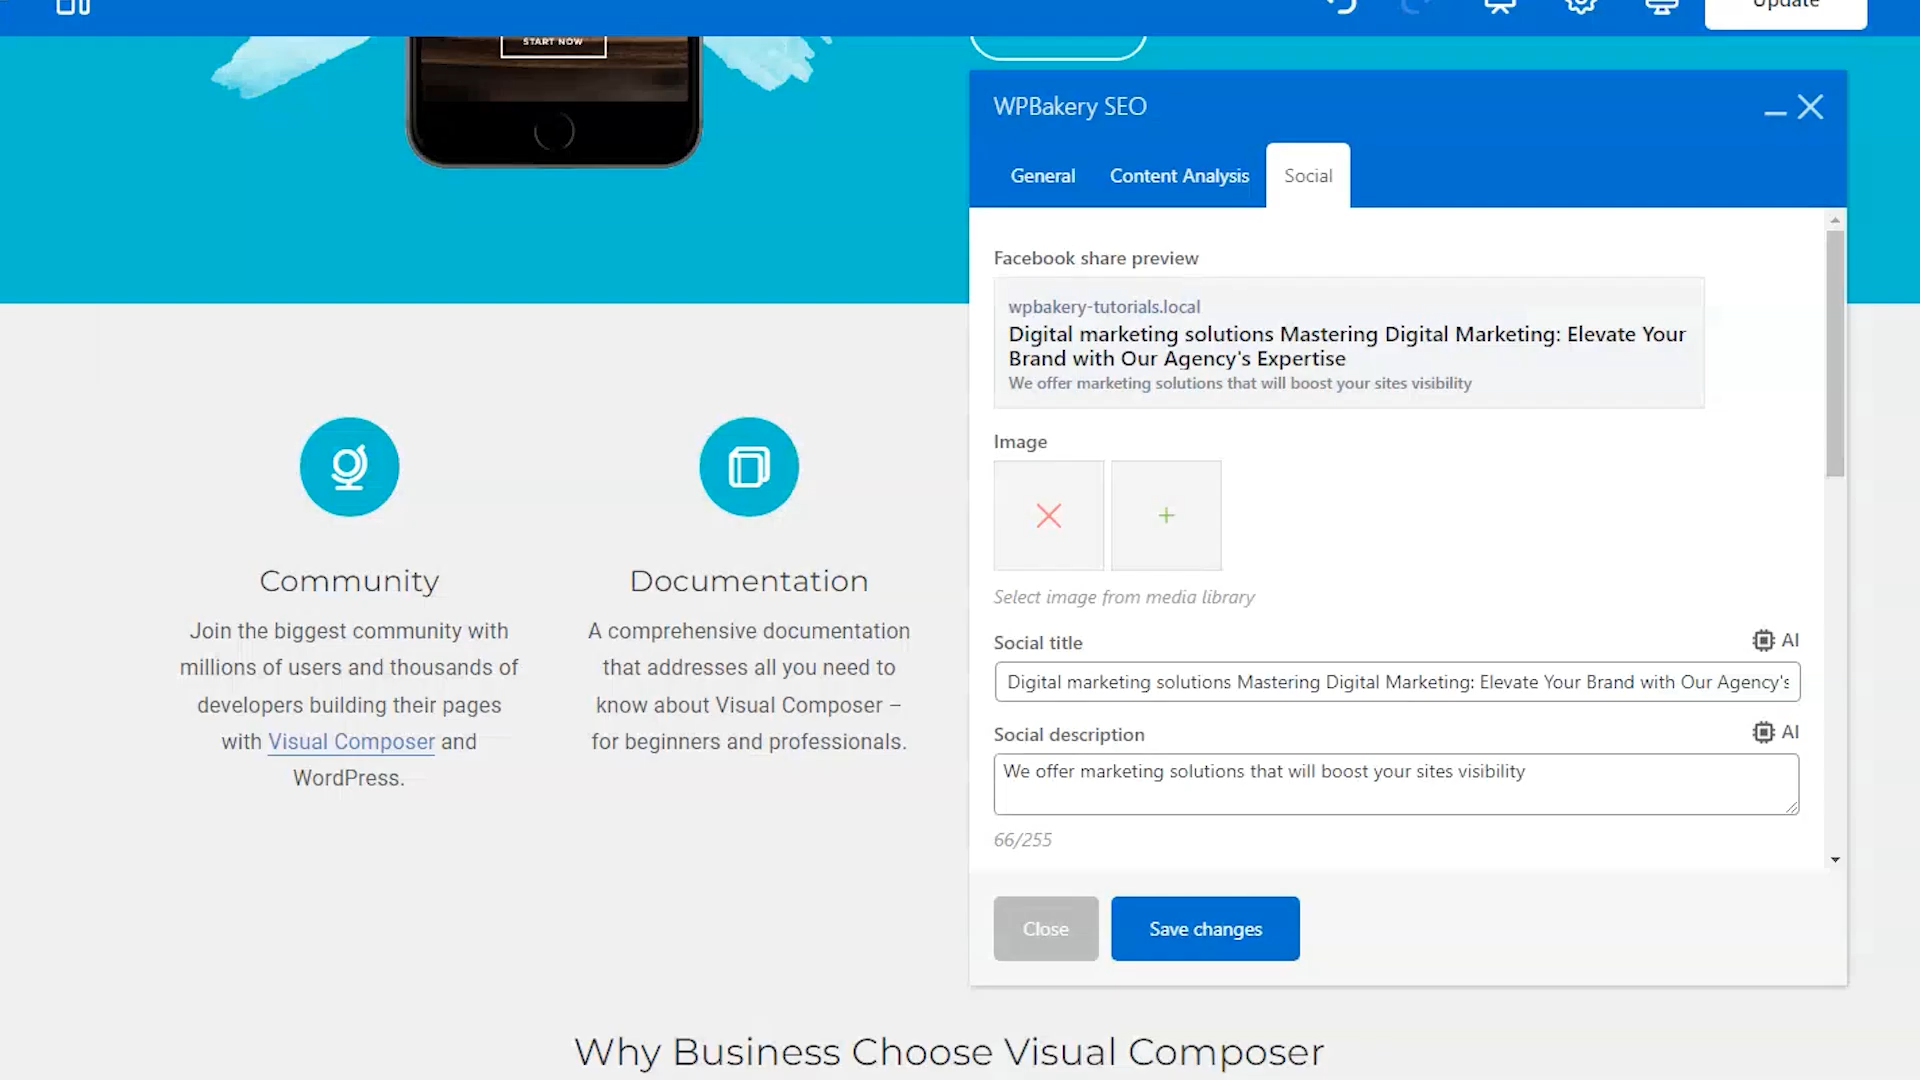 Update
START NOW
WPBakery SEO
General
Content Analysis
Social
Facebook share preview
wpbakery-tutorials.local
Digital marketing solutions Mastering Digital Marketing: Elevate Your
Brand with Our Agency's Expertise
We offer marketing solutions that will boost your sites visibility
Image
Select image from media library
Social title
AI
Digital marketing solutions Mastering Digital Marketing: Elevate Your Brand with Our Agency's
Social description
AI
We offer marketing solutions that will boost your sites visibility
66/255
Close
Save changes
Community
Join the biggest community with
millions of users and thousands of
developers building their pages
with Visual Composer and
WordPress.
Documentation
A comprehensive documentation
that addresses all you need to
know about Visual Composer –
for beginners and professionals.
Why Business Choose Visual Composer